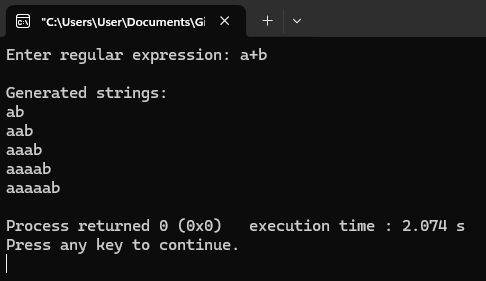 "C:\Users\User\Documents\Gi
Enter regular expression: a+b
Generated strings:
ab
aab
aaab
aaaab
aaaaab
Process returned 0 (0x0)   execution time : 2.074 s
Press any key to continue.